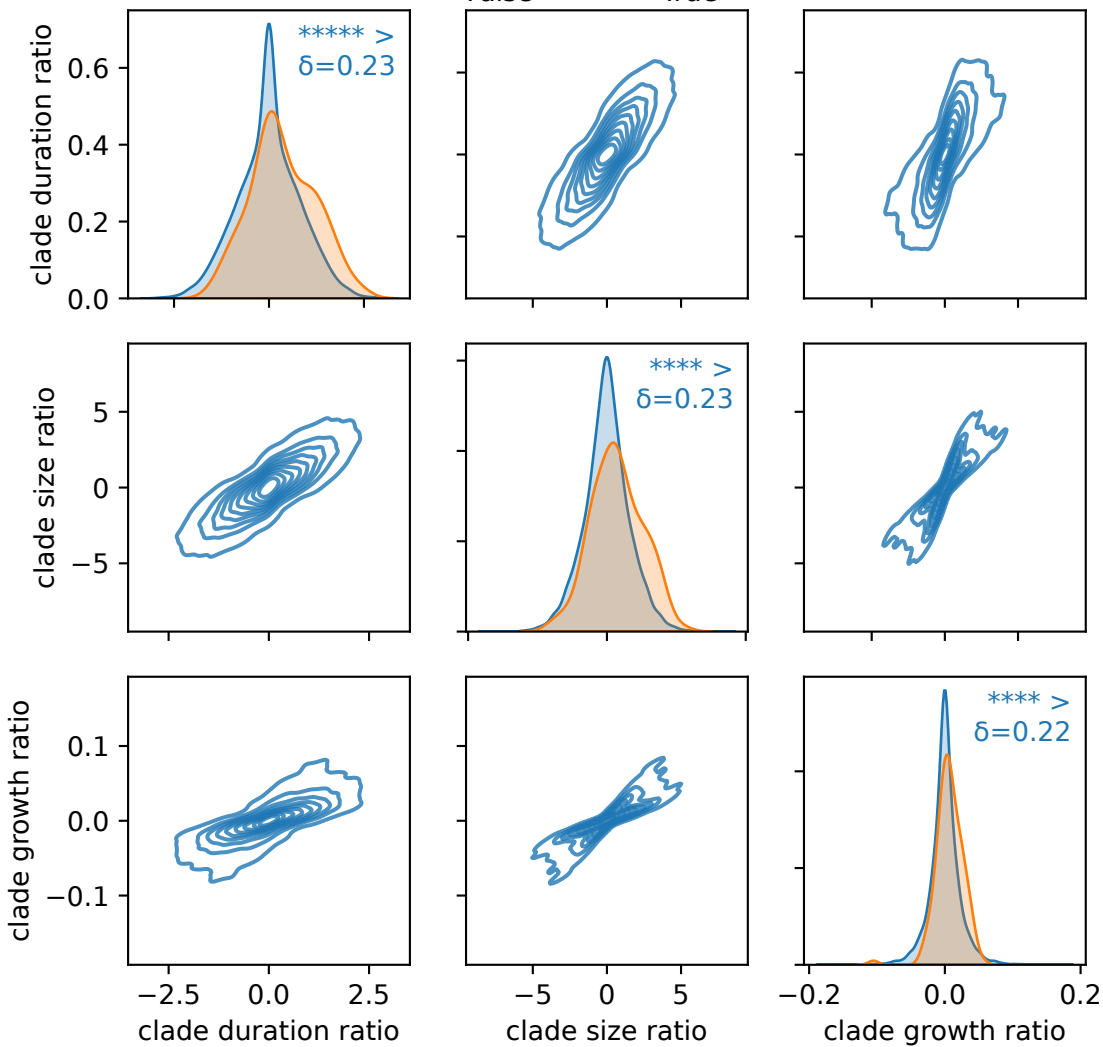 clade duration ratio
0.6
0.4
0.2
0.0
***** >
δ=0.23
clade size ratio
5
0
−5
**** >
δ=0.23
clade growth ratio
0.1
0.0
−0.1
**** >
δ=0.22
−2.5 0.0 2.5
−5 0 5
−0.2 0.0 0.2
clade duration ratio
clade size ratio
clade growth ratio